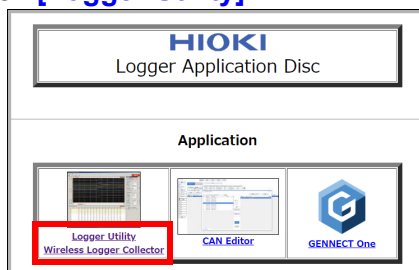 HIOKI
Logger Application Disc
Application
Logger Utility
Wireless Logger Collector
CAN Editor
GENNECT One